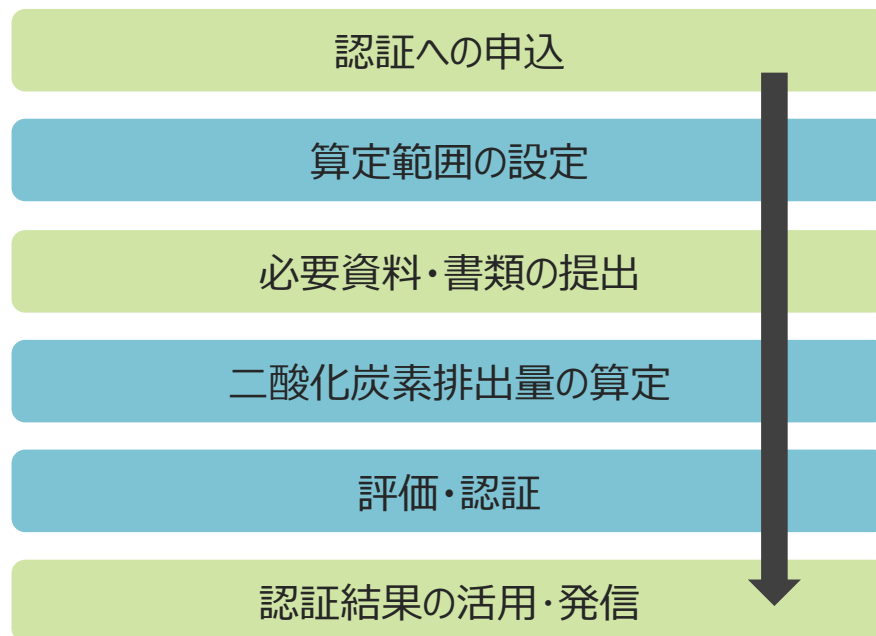 認証への申込
算定範囲の設定
必要資料・書類の提出
二酸化炭素排出量の算定
評価・認証
認証結果の活用・発信